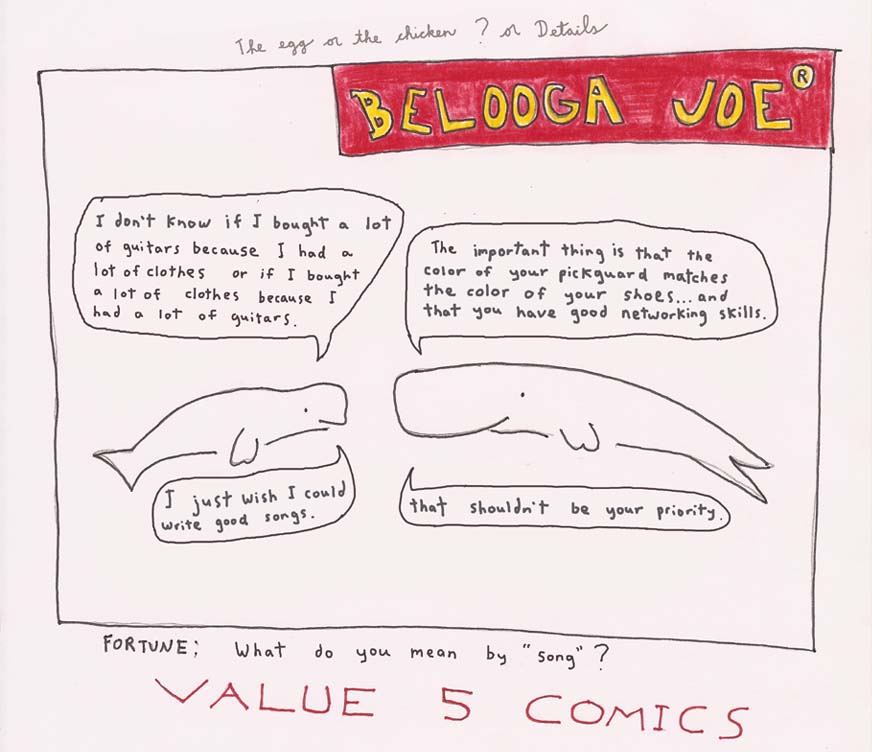 The egg or the chicken ? or Details
BELOOGA JOE®
I don't know if I bought a lot
of guitars because I had a
lot of clothes or if I bought
a lot of clothes because I
had a lot of guitars.
The important thing is that the
color of your pickguard matches
the color of your shoes... and
that you have good networking skills.
I just wish I could
write good songs.
that shouldn't be your priority.
FORTUNE; What do you mean by "song"?
VALUE 5 COMICS